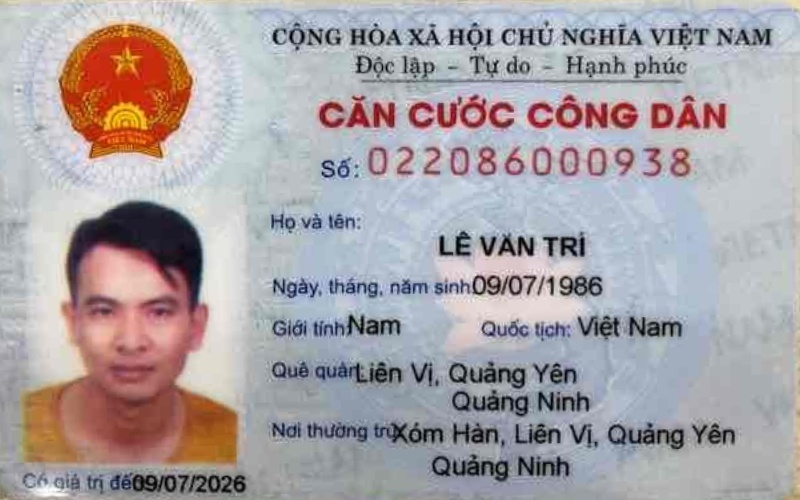 CỘNG HÒA XÃ HỘI CHỦ NGHĨA VIỆT NAM
Độc lập - Tự do - Hạnh phúc
CĂN CƯỚC CÔNG DÂN
Số: 022086000938
Họ và tên:
LÊ VĂN TRÍ
Ngày, tháng, năm sinh: 09/07/1986
Giới tính: Nam Quốc tịch: Việt Nam
Quê quán: Liên Vị, Quảng Yên
Quảng Ninh
Nơi thường trú: Xóm Hàn, Liên Vị, Quảng Yên
Quảng Ninh
Có giá trị đến 09/07/2026